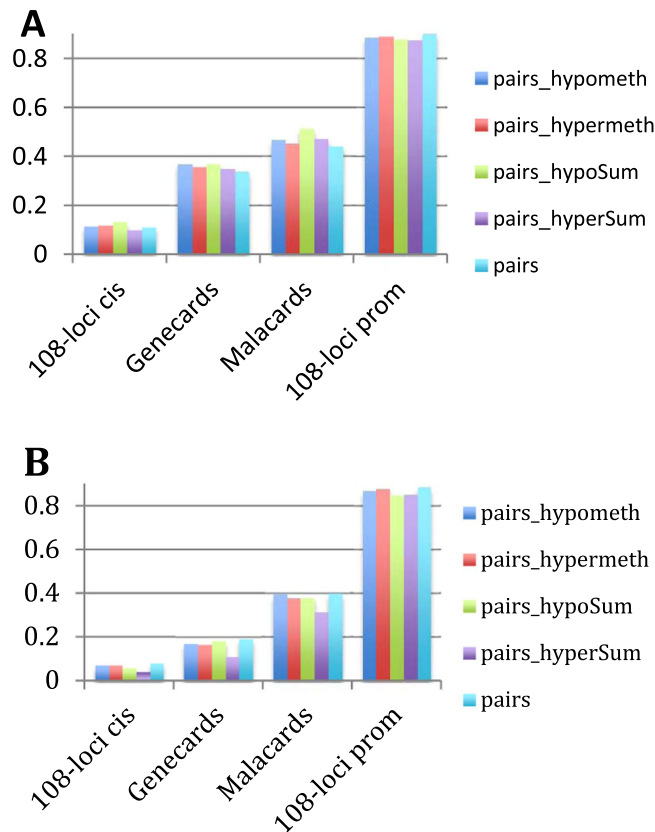 A
0.8
0.6
0.4
0.2
0
108-loci cis
Genecards
Malacards
108-loci prom
pairs_hypometh
pairs_hypermeth
pairs_hypoSum
pairs_hyperSum
pairs
B
0.8
0.6
0.4
0.2
0
108-loci cis
Genecards
Malacards
108-loci prom
pairs_hypometh
pairs_hypermeth
pairs_hypoSum
pairs_hyperSum
pairs